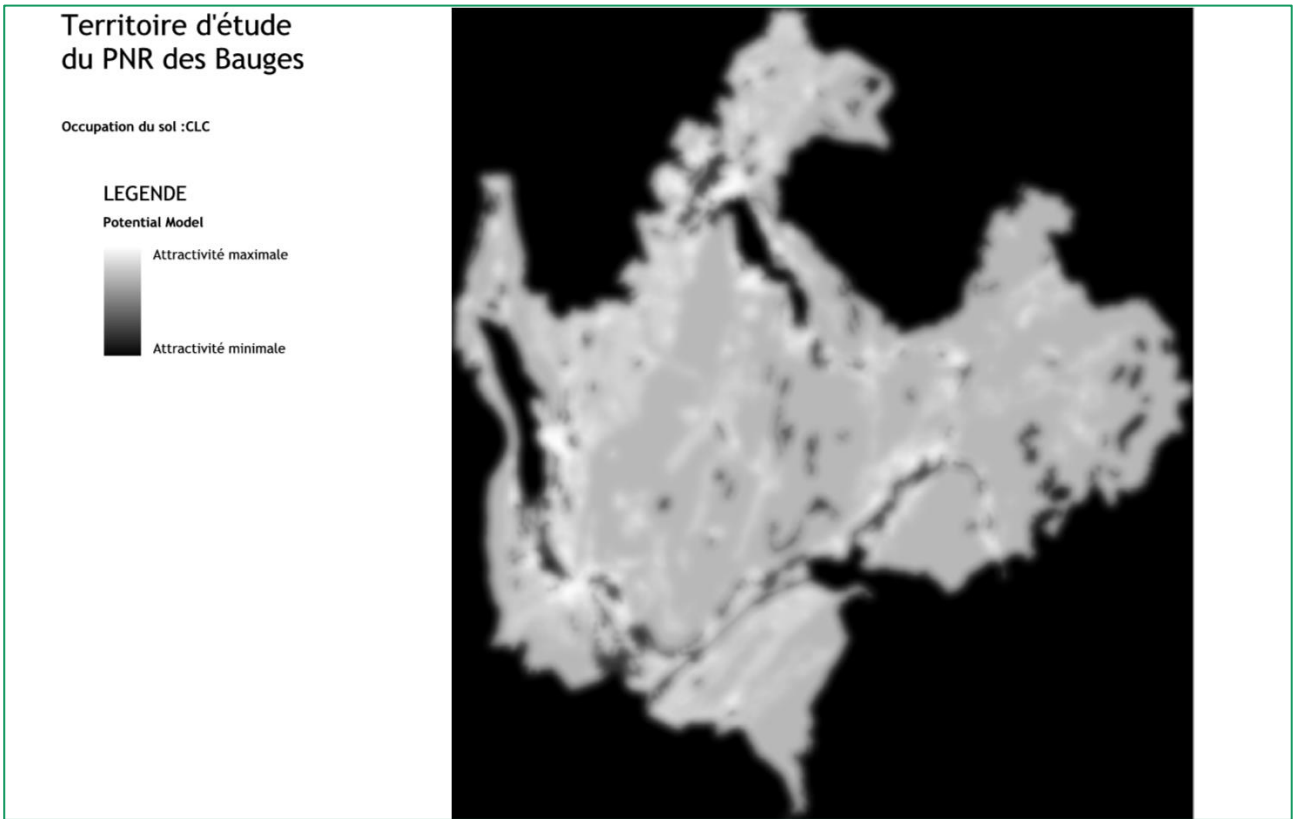 Territoire d'étude
du PNR des Bauges
Occupation du sol :CLC
LEGENDE
Potential Model
Attractivité maximale
Attractivité minimale